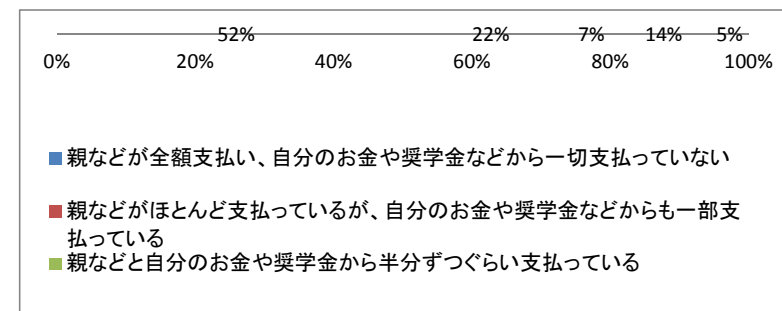 52% 22% 7% 14% 5%
0% 20% 40% 60% 80% 100%
親などが全額支払い、自分のお金や奨学金などから一切支払っていない
親などがほとんど支払っているが、自分のお金や奨学金などからも一部支
払っている
親などと自分のお金や奨学金から半分ずつぐらい支払っている